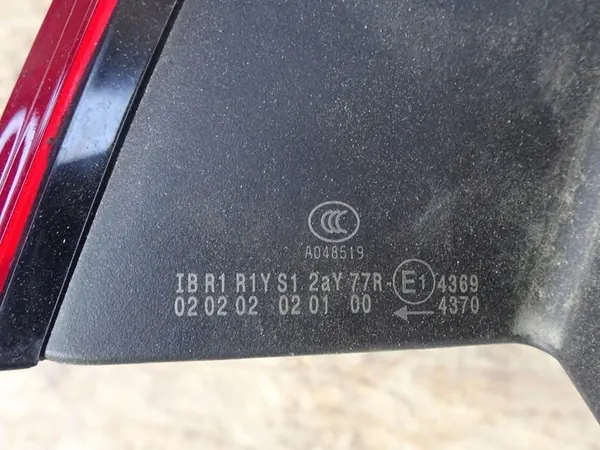 CCC
A048519
IB R1 R1Y S1 2aY 77R-E1 4369
02 02 02 02 01 00 ← 4370